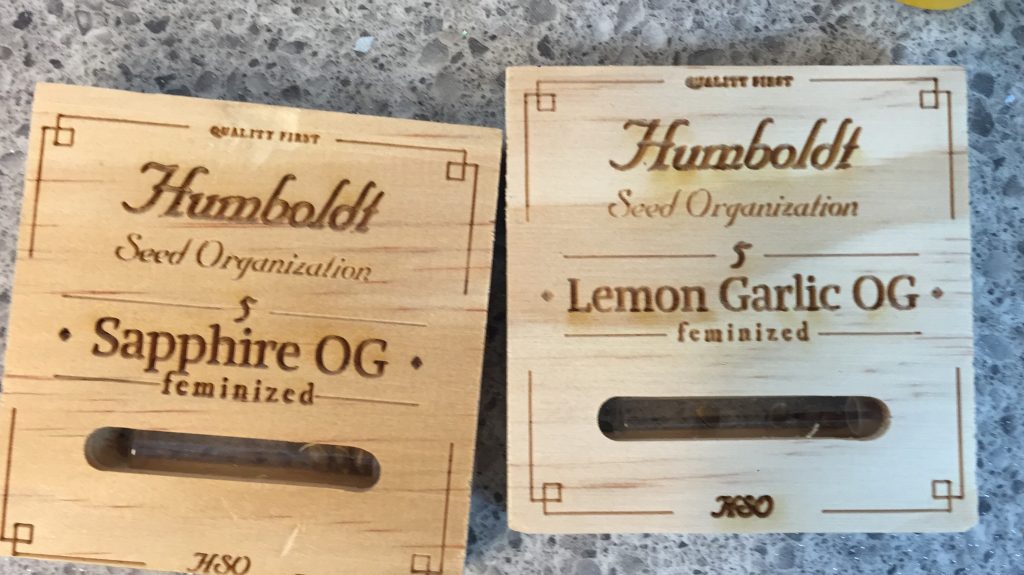 QUALITY FIRST
Humboldt
Seed Organization
5
Sapphire OG
feminized
HSO
QUALITY FIRST
Humboldt
Seed Organization
5
Lemon Garlic OG
feminized
HSO